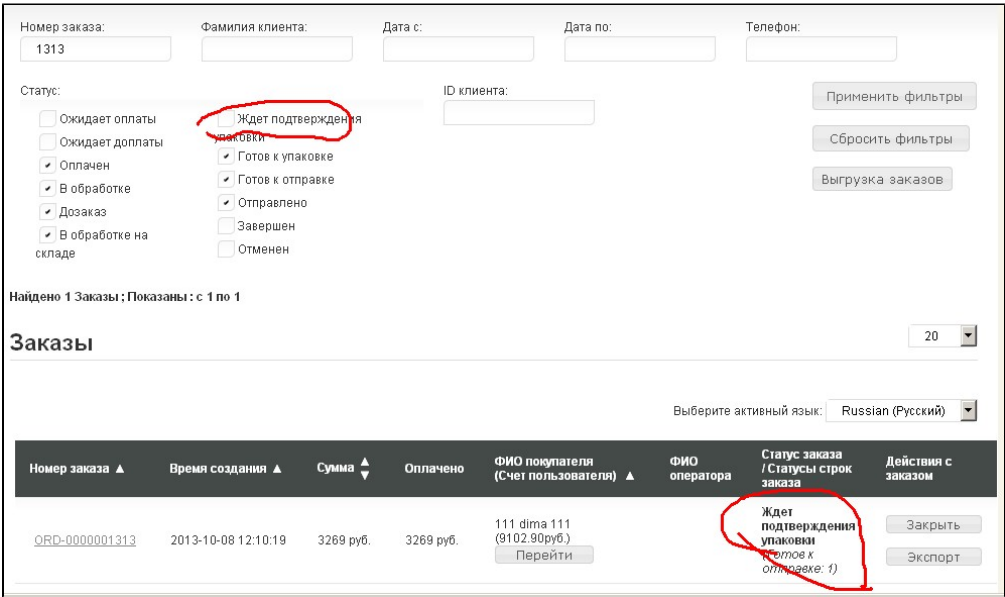 Номер заказа: Фамилия клиента: Дата с: Дата по: Телефон:
1313
Статус: ID клиента:
Ожидает оплаты
Ожидает доплаты
Оплачен
В обработке
Дозаказ
В обработке на
складе
Ждет подтверждения
упаковки
Готов к упаковке
Готов к отправке
Отправлено
Завершен
Отменен
Применить фильтры
Сбросить фильтры
Выгрузка заказов
Найдено 1 Заказы ; Показаны : с 1 по 1
Заказы
20
Выберите активный язык: Russian (Русский)
Номер заказа ▲
Время создания ▲
Сумма ▲▼
Оплачено
ФИО покупателя
(Счет пользователя) ▲
ФИО
оператора
Статус заказа
/ Статусы строк
заказа
Действия с
заказом
ORD-0000001313
2013-10-08 12:10:19
3269 руб.
3269 руб.
111 dima 111
(9102.90руб.)
Перейти
Ждет
подтверждения
упаковки
(Готов к
отправке: 1)
Закрыть
Экспорт